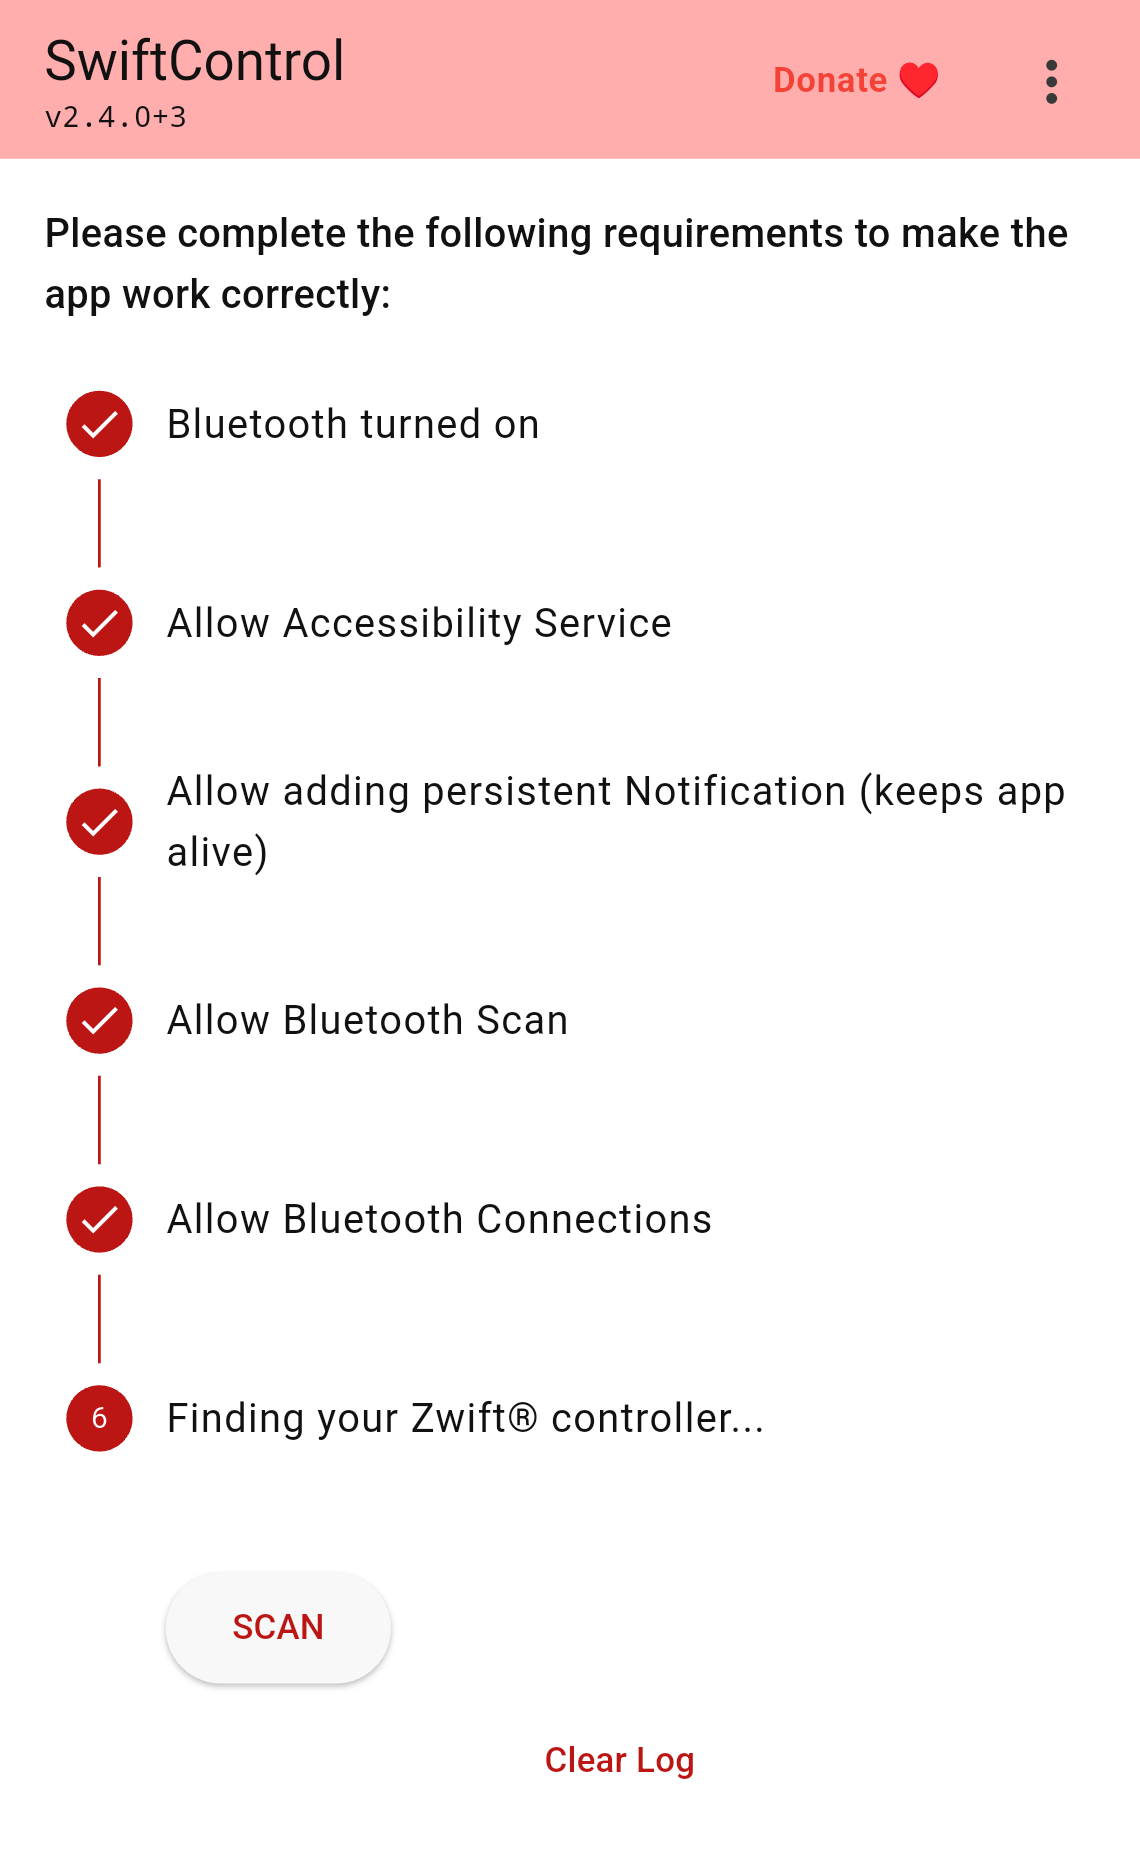 SwiftControl
v2.4.0+3
Donate ❤️
Please complete the following requirements to make the
app work correctly:
Bluetooth turned on
Allow Accessibility Service
Allow adding persistent Notification (keeps app
alive)
Allow Bluetooth Scan
Allow Bluetooth Connections
6 Finding your Zwift® controller...
SCAN
Clear Log